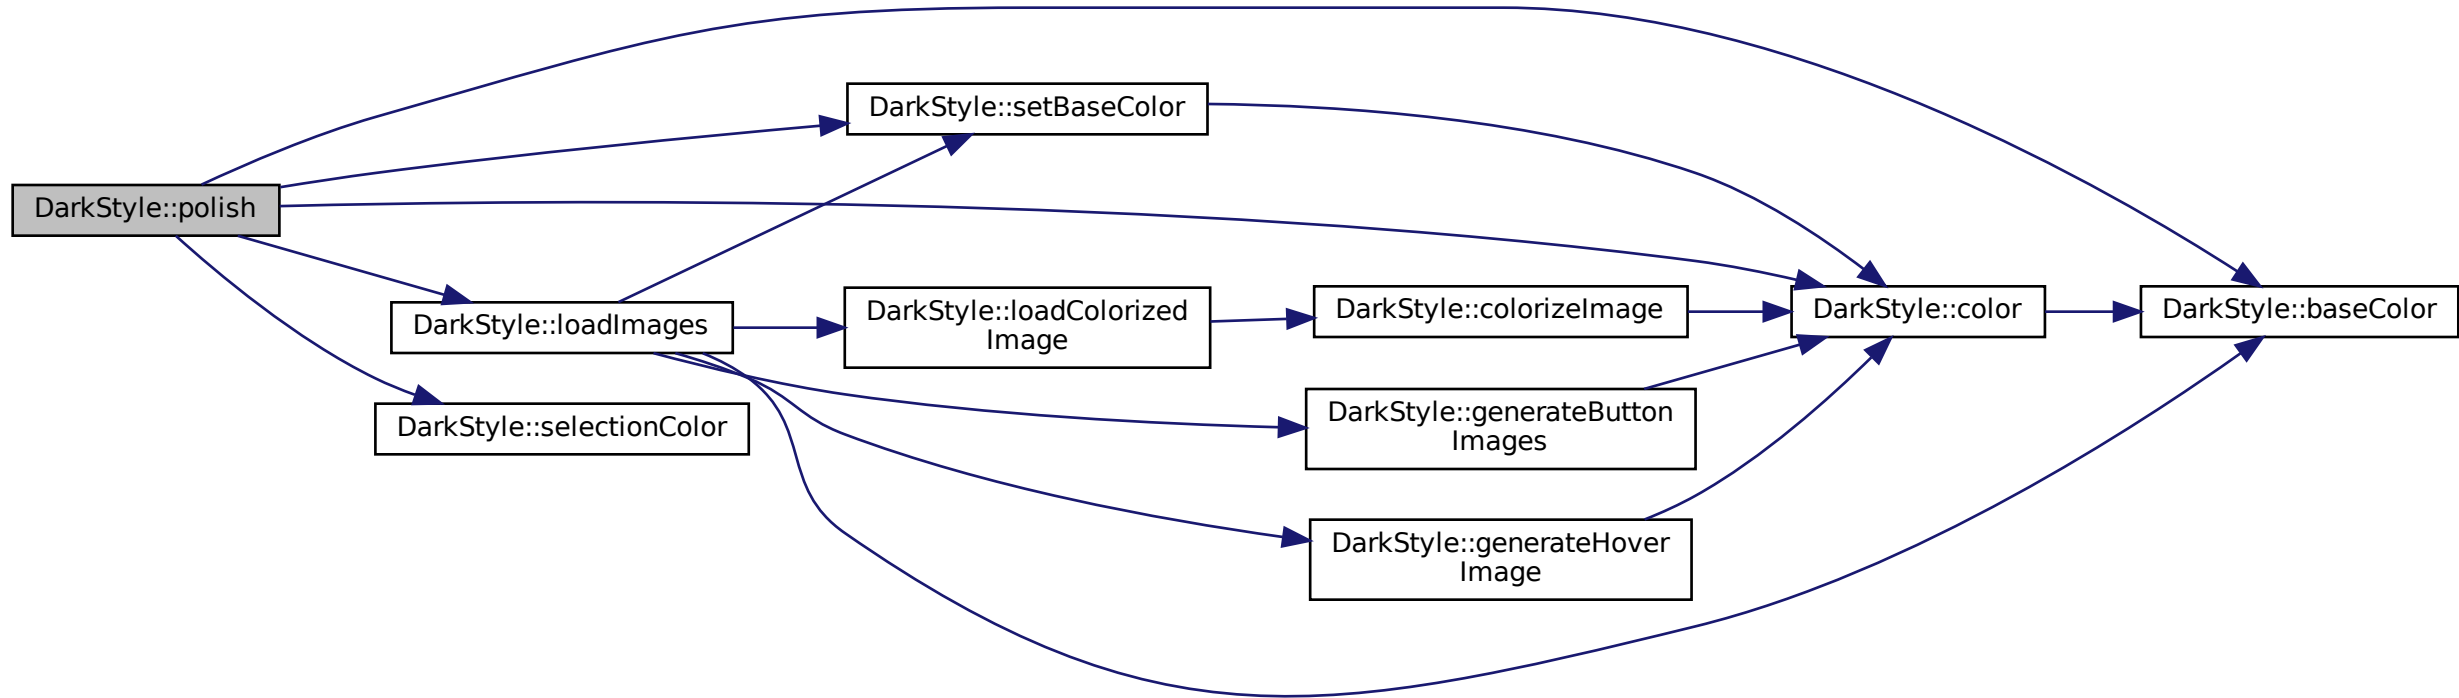 DarkStyle::polish
DarkStyle::setBaseColor
DarkStyle::loadImages
DarkStyle::selectionColor
DarkStyle::loadColorized
Image
DarkStyle::colorizeImage
DarkStyle::generateButton
Images
DarkStyle::generateHover
Image
DarkStyle::color
DarkStyle::baseColor